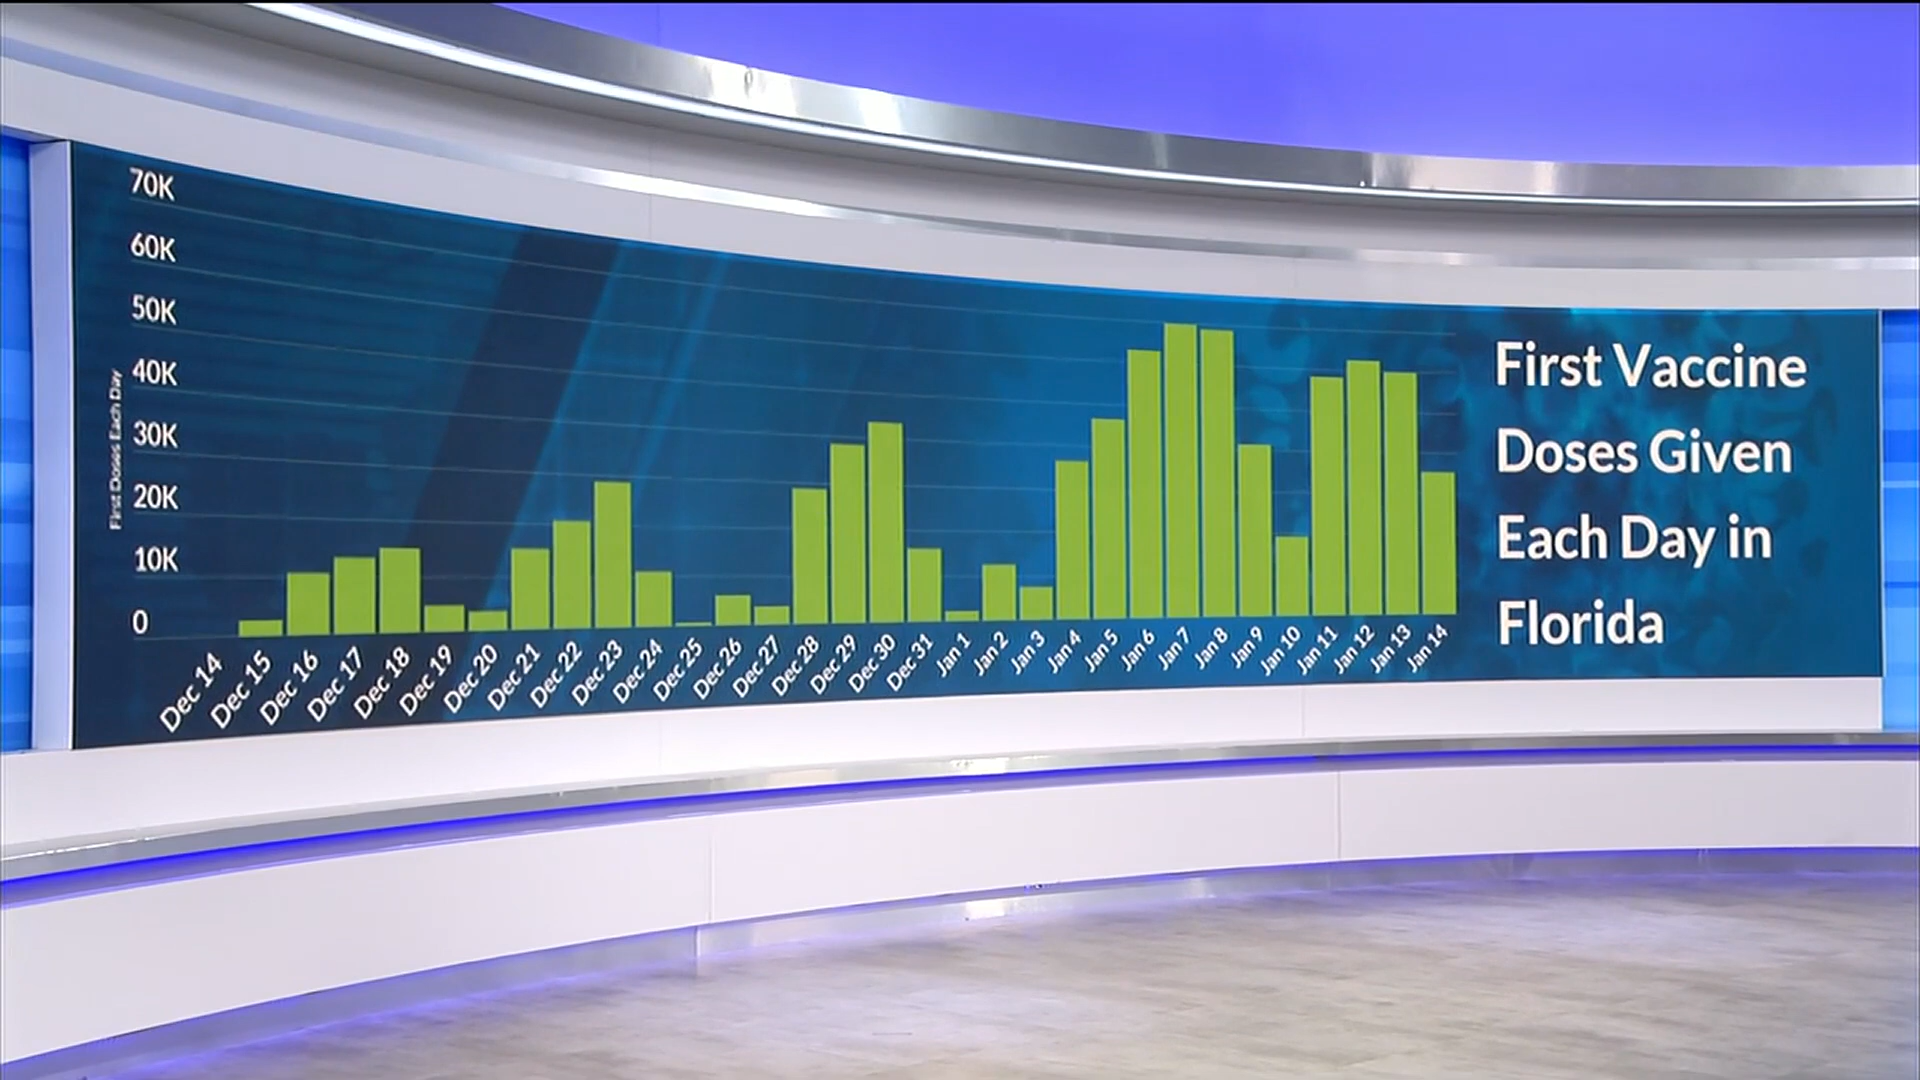 70K
60K
50K
40K
30K
20K
10K
0
First Doses Each Day
Dec 14
Dec 15
Dec 16
Dec 17
Dec 18
Dec 19
Dec 20
Dec 21
Dec 22
Dec 23
Dec 24
Dec 25
Dec 26
Dec 27
Dec 28
Dec 29
Dec 30
Dec 31
Jan 1
Jan 2
Jan 3
Jan 4
Jan 5
Jan 6
Jan 7
Jan 8
Jan 9
Jan 10
Jan 11
Jan 12
Jan 13
Jan 14
First Vaccine
Doses Given
Each Day in
Florida